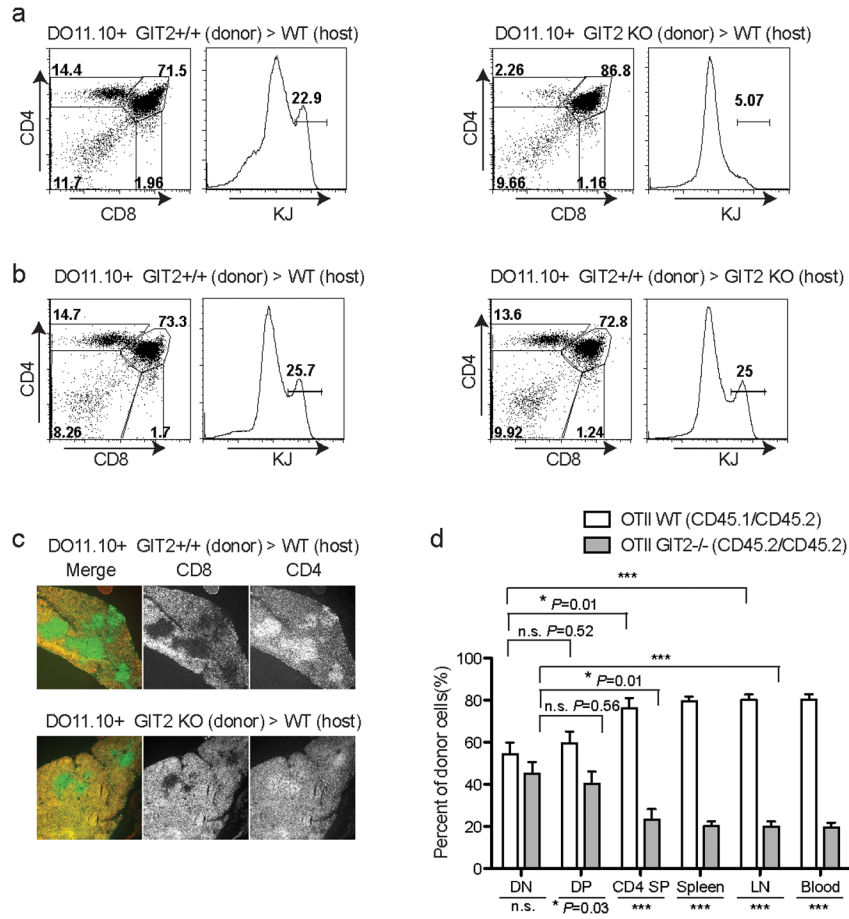 a
DO11.10+ GIT2+/+ (donor) > WT (host)
14.4
71.5
11.7
1.96
CD4
CD8
22.9
KJ
DO11.10+ GIT2 KO (donor) > WT (host)
2.26
86.8
9.66
1.16
CD4
CD8
5.07
KJ
b
DO11.10+ GIT2+/+ (donor) > WT (host)
14.7
73.3
8.26
1.7
CD4
CD8
25.7
KJ
DO11.10+ GIT2+/+ (donor) > GIT2 KO (host)
13.6
72.8
9.92
1.24
CD4
CD8
25
KJ
c
DO11.10+ GIT2+/+ (donor) > WT (host)
Merge CD8 CD4
DO11.10+ GIT2 KO (donor) > WT (host)
d
OTII WT (CD45.1/CD45.2)
OTII GIT2-/- (CD45.2/CD45.2)
***
* P=0.01
n.s. P=0.52
***
* P=0.01
n.s. P=0.56
Percent of donor cells(%)
100
80
60
40
20
0
DN DP CD4 SP Spleen LN Blood
n.s. * P=0.03 *** *** *** ***